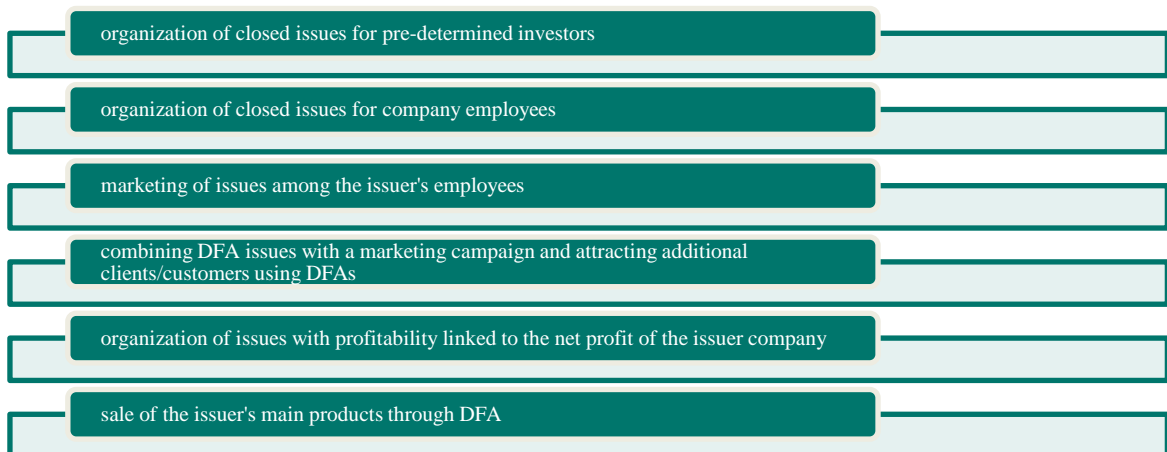 organization of closed issues for pre-determined investors
organization of closed issues for company employees
marketing of issues among the issuer's employees
combining DFA issues with a marketing campaign and attracting additional
clients/customers using DFAs
organization of issues with profitability linked to the net profit of the issuer company
sale of the issuer's main products through DFA